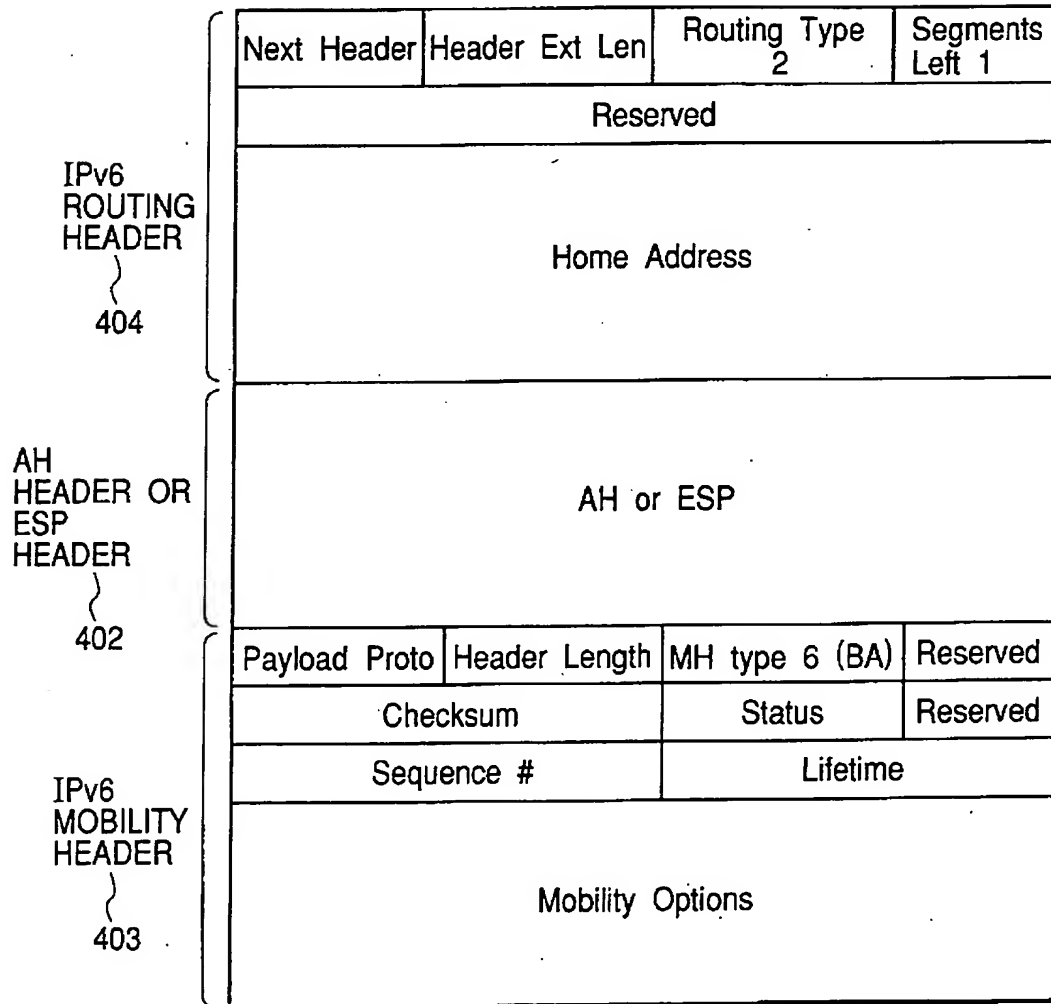 Next Header Header Ext Len Routing Type 2 Segments Left 1
Reserved
IPv6
ROUTING
HEADER
404
Home Address
AH
HEADER OR
ESP
HEADER
402
AH or ESP
Payload Proto Header Length MH type 6 (BA) Reserved
Checksum Status Reserved
Sequence # Lifetime
IPv6
MOBILITY
HEADER
403
Mobility Options